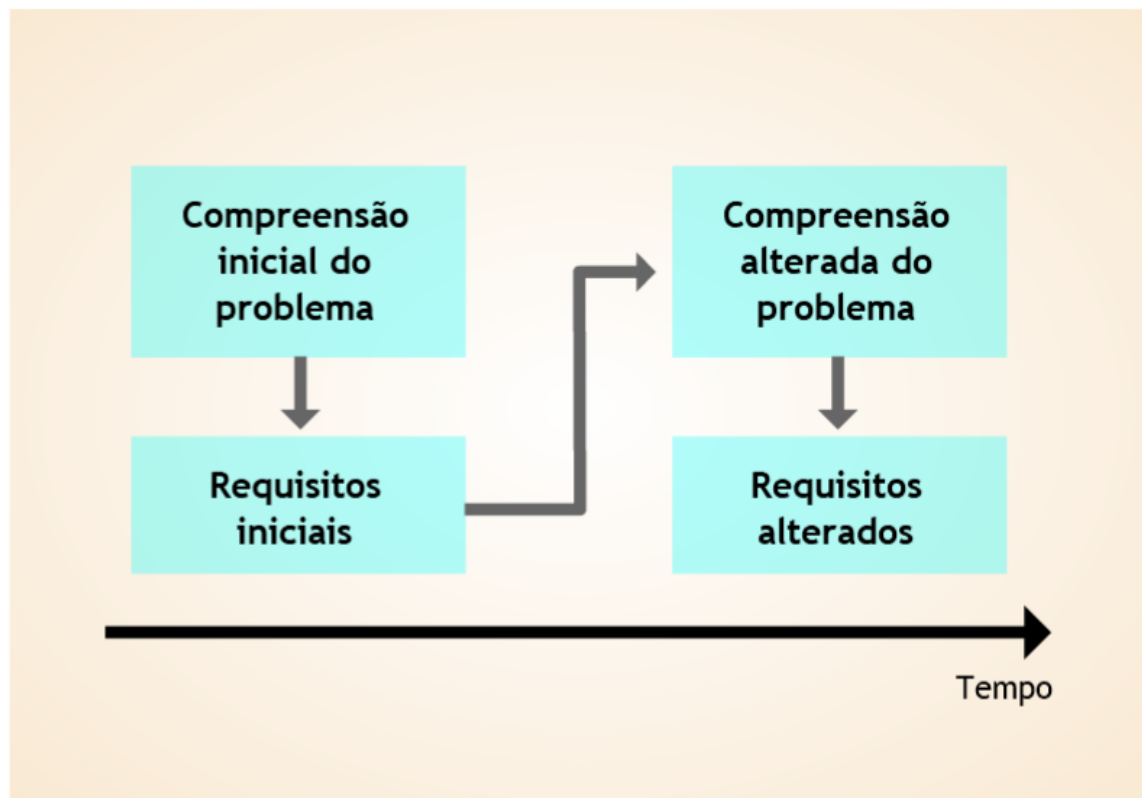 Compreensão
inicial do
problema
Requisitos
iniciais
Compreensão
alterada do
problema
Requisitos
alterados
Tempo